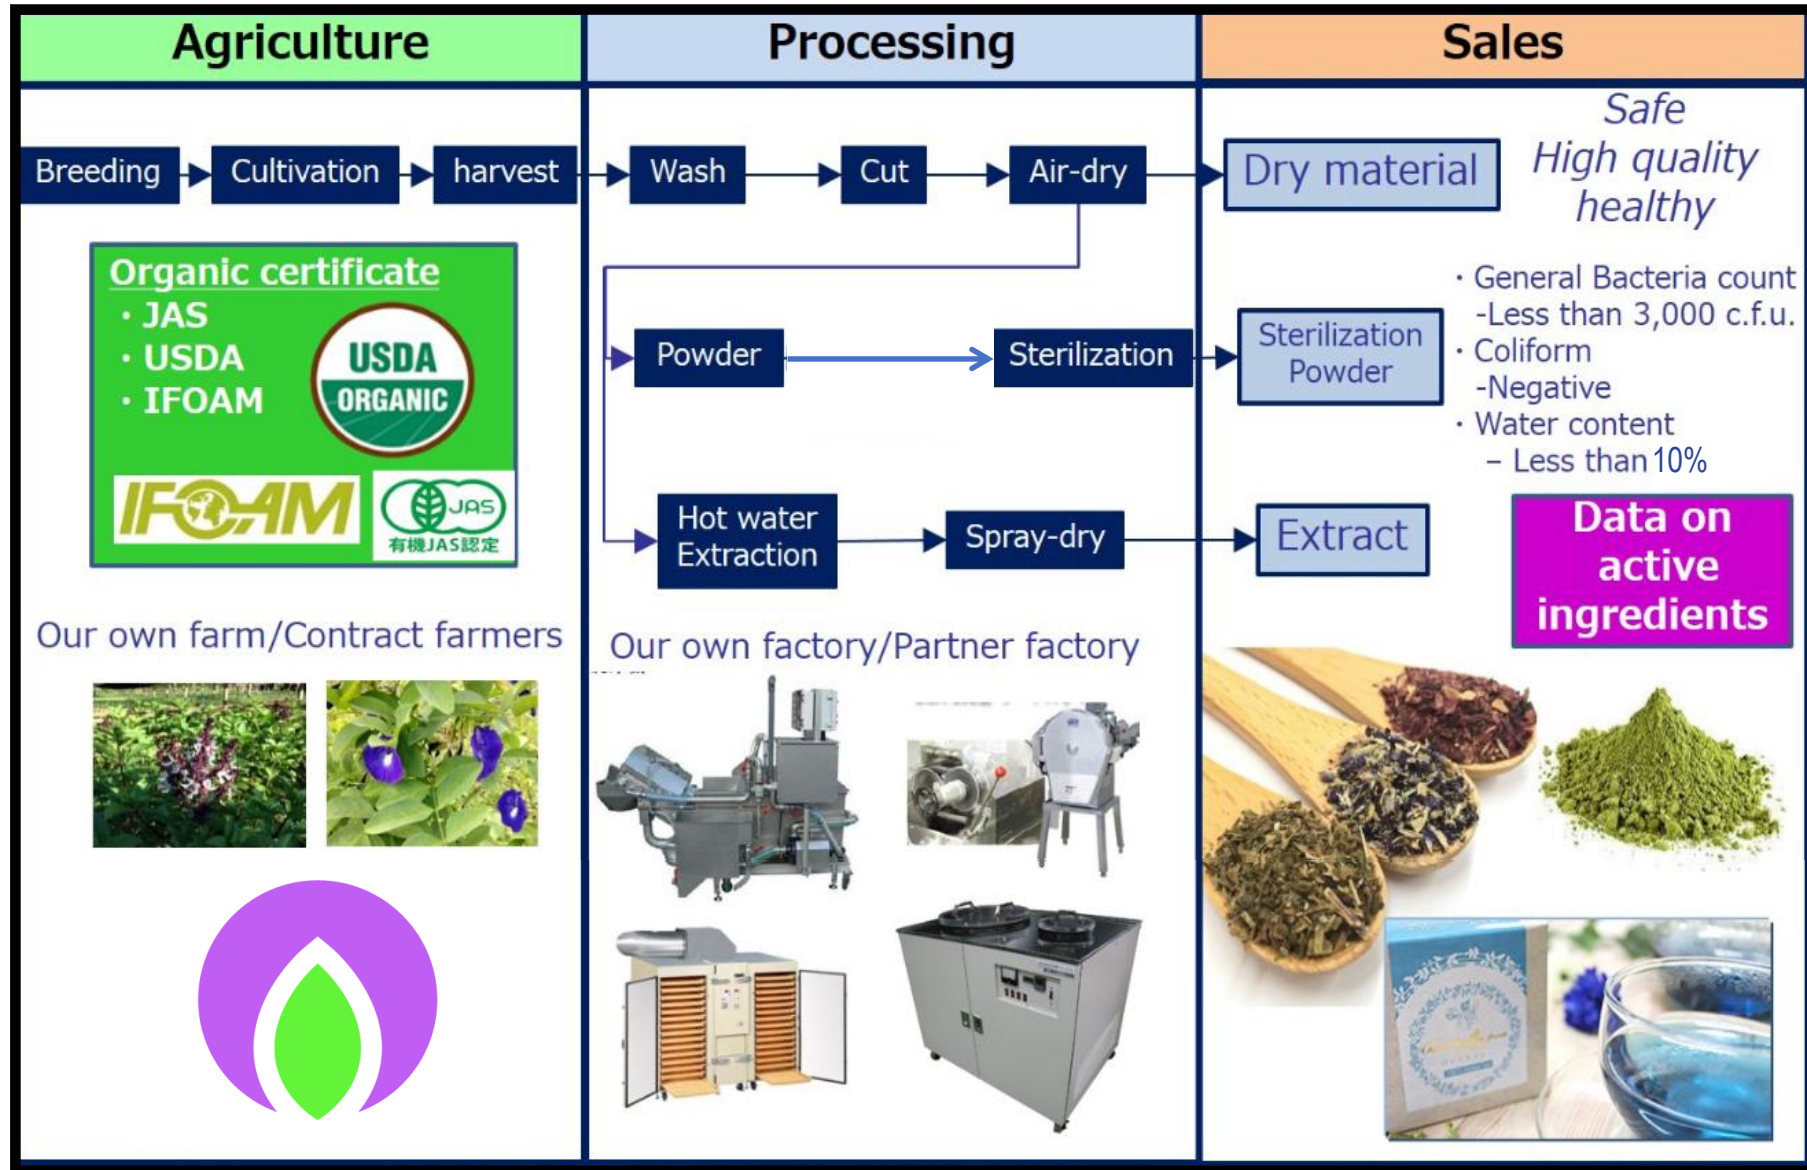 Agriculture
Processing
Sales
Breeding
Cultivation
harvest
Wash
Cut
Air-dry
Dry material
Safe
High quality
healthy
Organic certificate
・JAS
・USDA
・IFOAM
USDA
ORGANIC
IFOAM
JAS
有機JAS認定
Powder
Sterilization
Sterilization
Powder
・General Bacteria count
-Less than 3,000 c.f.u.
・Coliform
-Negative
・Water content
– Less than 10%
Hot water
Extraction
Spray-dry
Extract
Data on
active
ingredients
Our own farm/Contract farmers
Our own factory/Partner factory